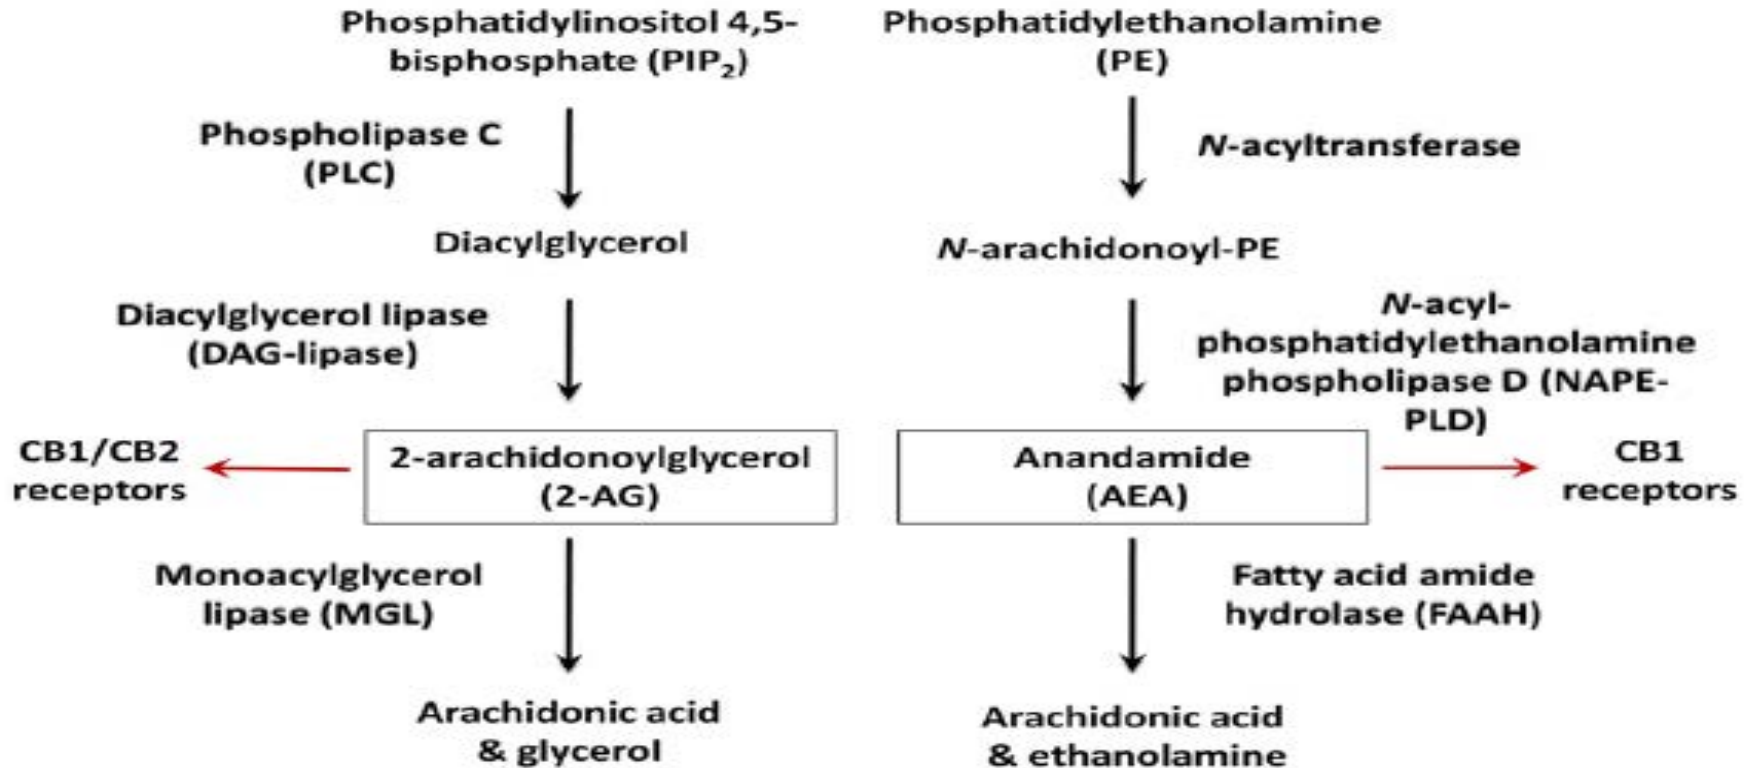 Phosphatidylinositol 4,5-
bisphosphate (PIP₂)
Phospholipase C
(PLC)
Diacylglycerol
Diacylglycerol lipase
(DAG-lipase)
CB1/CB2
receptors
2-arachidonoylglycerol
(2-AG)
Monoacylglycerol
lipase (MGL)
Arachidonic acid
& glycerol
Phosphatidylethanolamine
(PE)
N-acyltransferase
N-arachidonoyl-PE
N-acyl-
phosphatidylethanolamine
phospholipase D (NAPE-
PLD)
Anandamide
(AEA)
CB1
receptors
Fatty acid amide
hydrolase (FAAH)
Arachidonic acid
& ethanolamine